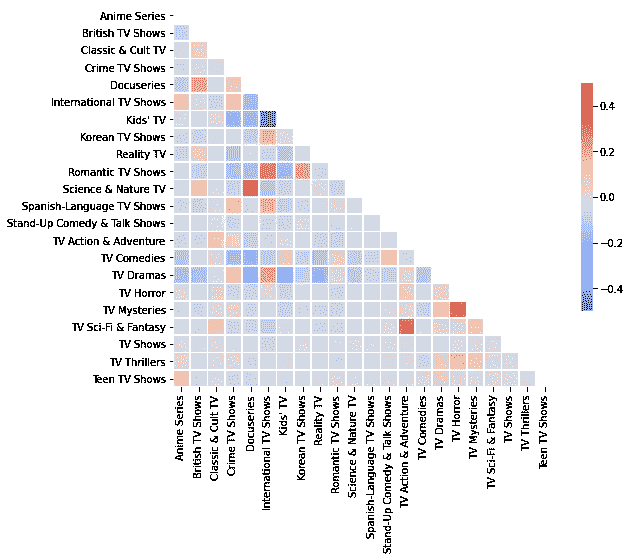 Anime Series
British TV Shows
Classic & Cult TV
Crime TV Shows
Docuseries
International TV Shows
Kids' TV
Korean TV Shows
Reality TV
Romantic TV Shows
Science & Nature TV
Spanish-Language TV Shows
Stand-Up Comedy & Talk Shows
TV Action & Adventure
TV Comedies
TV Dramas
TV Horror
TV Mysteries
TV Sci-Fi & Fantasy
TV Shows
TV Thrillers
Teen TV Shows
Anime Series
British TV Shows
Classic & Cult TV
Crime TV Shows
Docuseries
International TV Shows
Kids' TV
Korean TV Shows
Reality TV
Romantic TV Shows
Science & Nature TV
Spanish-Language TV Shows
Stand-Up Comedy & Talk Shows
TV Action & Adventure
TV Comedies
TV Dramas
TV Horror
TV Mysteries
TV Sci-Fi & Fantasy
TV Shows
TV Thrillers
Teen TV Shows
0.4
0.2
0.0
−0.2
−0.4